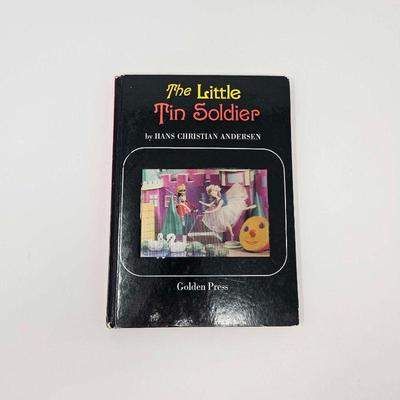 The Little
Tin Soldier
by HANS CHRISTIAN ANDERSEN
Golden Press